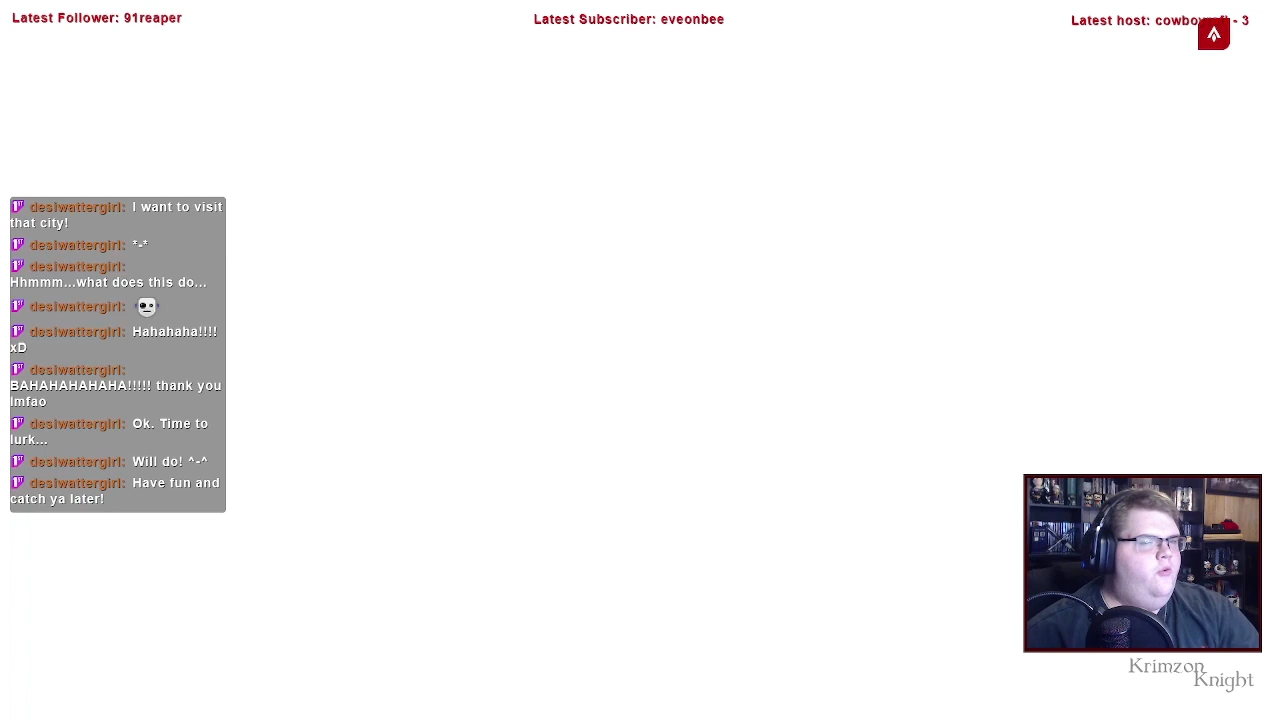 Latest Follower: 91reaper
Latest Subscriber: eveonbee
Latest host: - 3
desiwattergirl: I want to visit
that city!
desiwattergirl: *-*
desiwattergirl:
Hhmmm...what does this do...
desiwattergirl:
desiwattergirl: Hahahaha!!!!
xD
desiwattergirl:
BAHAHAHAHAHA!!!!! thank you
lmfao
desiwattergirl: Ok. Time to
lurk...
desiwattergirl: Will do! ^-^
desiwattergirl: Have fun and
catch ya later!
Krimzon
Knight